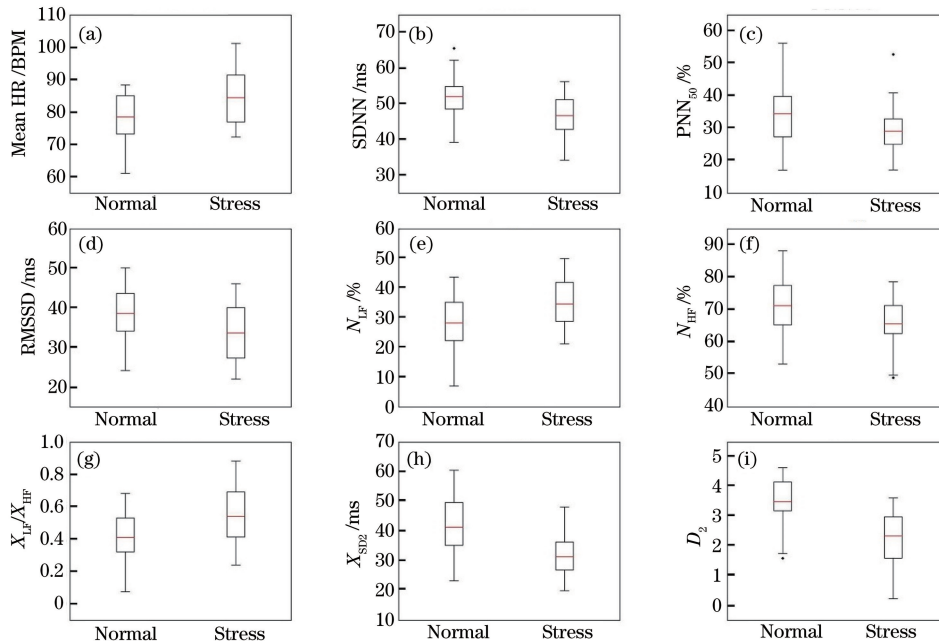 110
100
90
80
70
60
Mean HR /BPM
(a)
Normal
Stress
70
60
50
40
30
SDNN /ms
(b)
Normal
Stress
60
50
40
30
20
10
PNN50 /%
(c)
Normal
Stress
60
50
40
30
20
RMSSD /ms
(d)
Normal
Stress
60
50
40
30
20
10
0
NLF /%
(e)
Normal
Stress
90
80
70
60
50
40
NHF /%
(f)
Normal
Stress
1.0
0.8
0.6
0.4
0.2
0
XLF/XHF
(g)
Normal
Stress
70
60
50
40
30
20
10
XSD2 /ms
(h)
Normal
Stress
5
4
3
2
1
0
D2
(i)
Normal
Stress